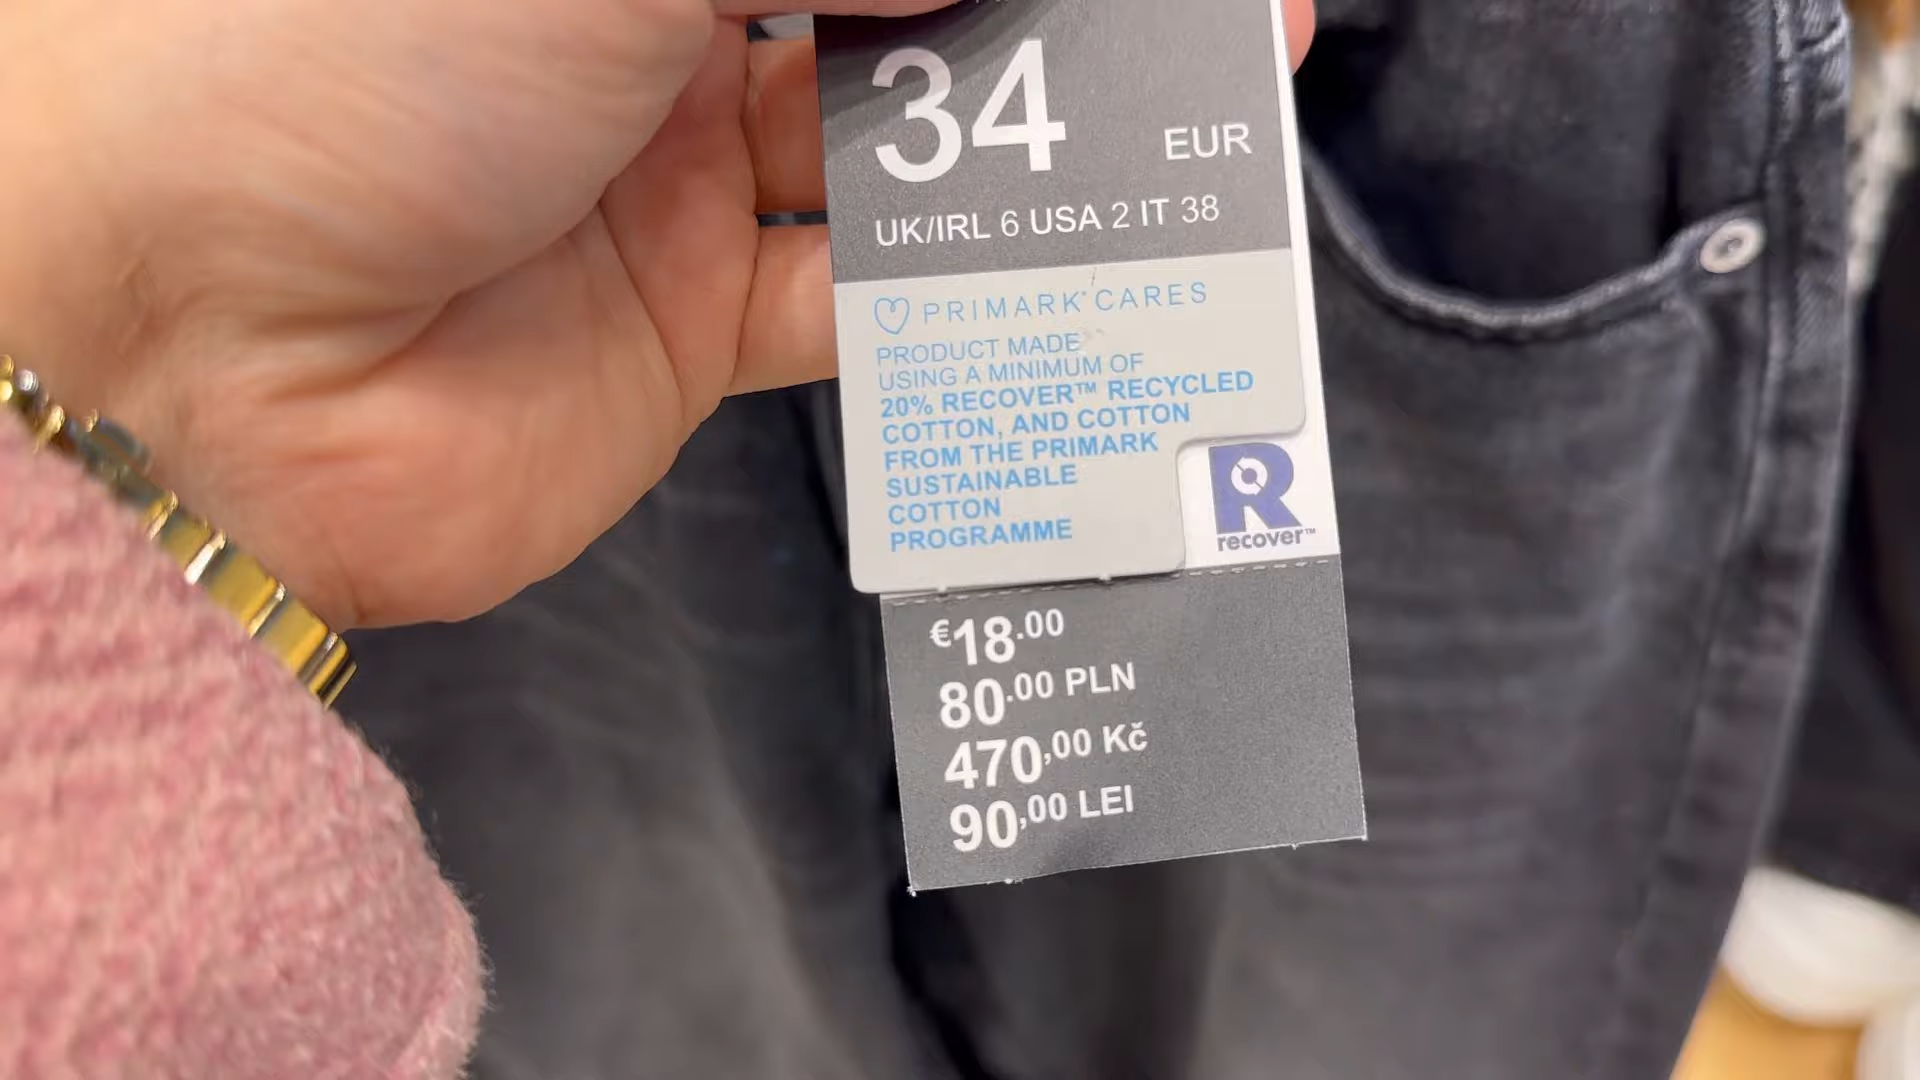 34 EUR
UK/IRL 6 USA 2 IT 38
PRIMARK® CARES
PRODUCT MADE
USING A MINIMUM OF
20% RECOVER™ RECYCLED
COTTON, AND COTTON
FROM THE PRIMARK
SUSTAINABLE
COTTON
PROGRAMME
R
recover™
€18.00
80.00 PLN
470,00 Kč
90,00 LEI